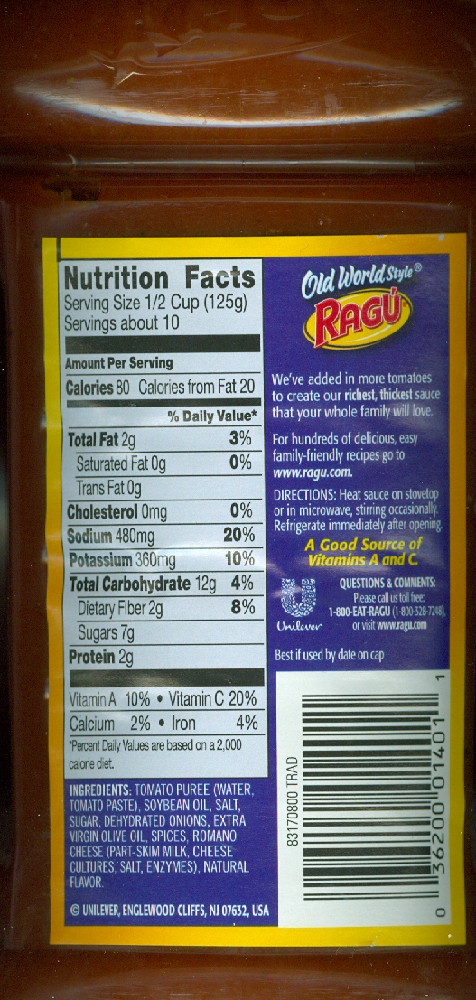 Nutrition Facts
Serving Size 1/2 Cup (125g)
Servings about 10
Amount Per Serving
Calories 80 Calories from Fat 20
% Daily Value*
Total Fat 2g 3%
Saturated Fat 0g 0%
Trans Fat 0g
Cholesterol 0mg 0%
Sodium 480mg 20%
Potassium 360mg 10%
Total Carbohydrate 12g 4%
Dietary Fiber 2g 8%
Sugars 7g
Protein 2g
Vitamin A 10% • Vitamin C 20%
Calcium 2% • Iron 4%
*Percent Daily Values are based on a 2,000
calorie diet.
INGREDIENTS: TOMATO PUREE (WATER,
TOMATO PASTE), SOYBEAN OIL, SALT,
SUGAR, DEHYDRATED ONIONS, EXTRA
VIRGIN OLIVE OIL, SPICES, ROMANO
CHEESE (PART-SKIM MILK, CHEESE
CULTURES, SALT, ENZYMES), NATURAL
FLAVOR.
© UNILEVER, ENGLEWOOD CLIFFS, NJ 07632, USA
Old World Style®
RAGÚ®
We've added in more tomatoes
to create our richest, thickest sauce
that your whole family will love.
For hundreds of delicious, easy
family-friendly recipes go to
www.ragu.com.
DIRECTIONS: Heat sauce on stovetop
or in microwave, stirring occasionally.
Refrigerate immediately after opening.
A Good Source of
Vitamins A and C.
Unilever
QUESTIONS & COMMENTS:
Please call us toll free:
1-800-EAT-RAGU (1-800-328-7248),
or visit www.ragu.com
Best if used by date on cap
83170800 TRAD
0 36200 01401 1